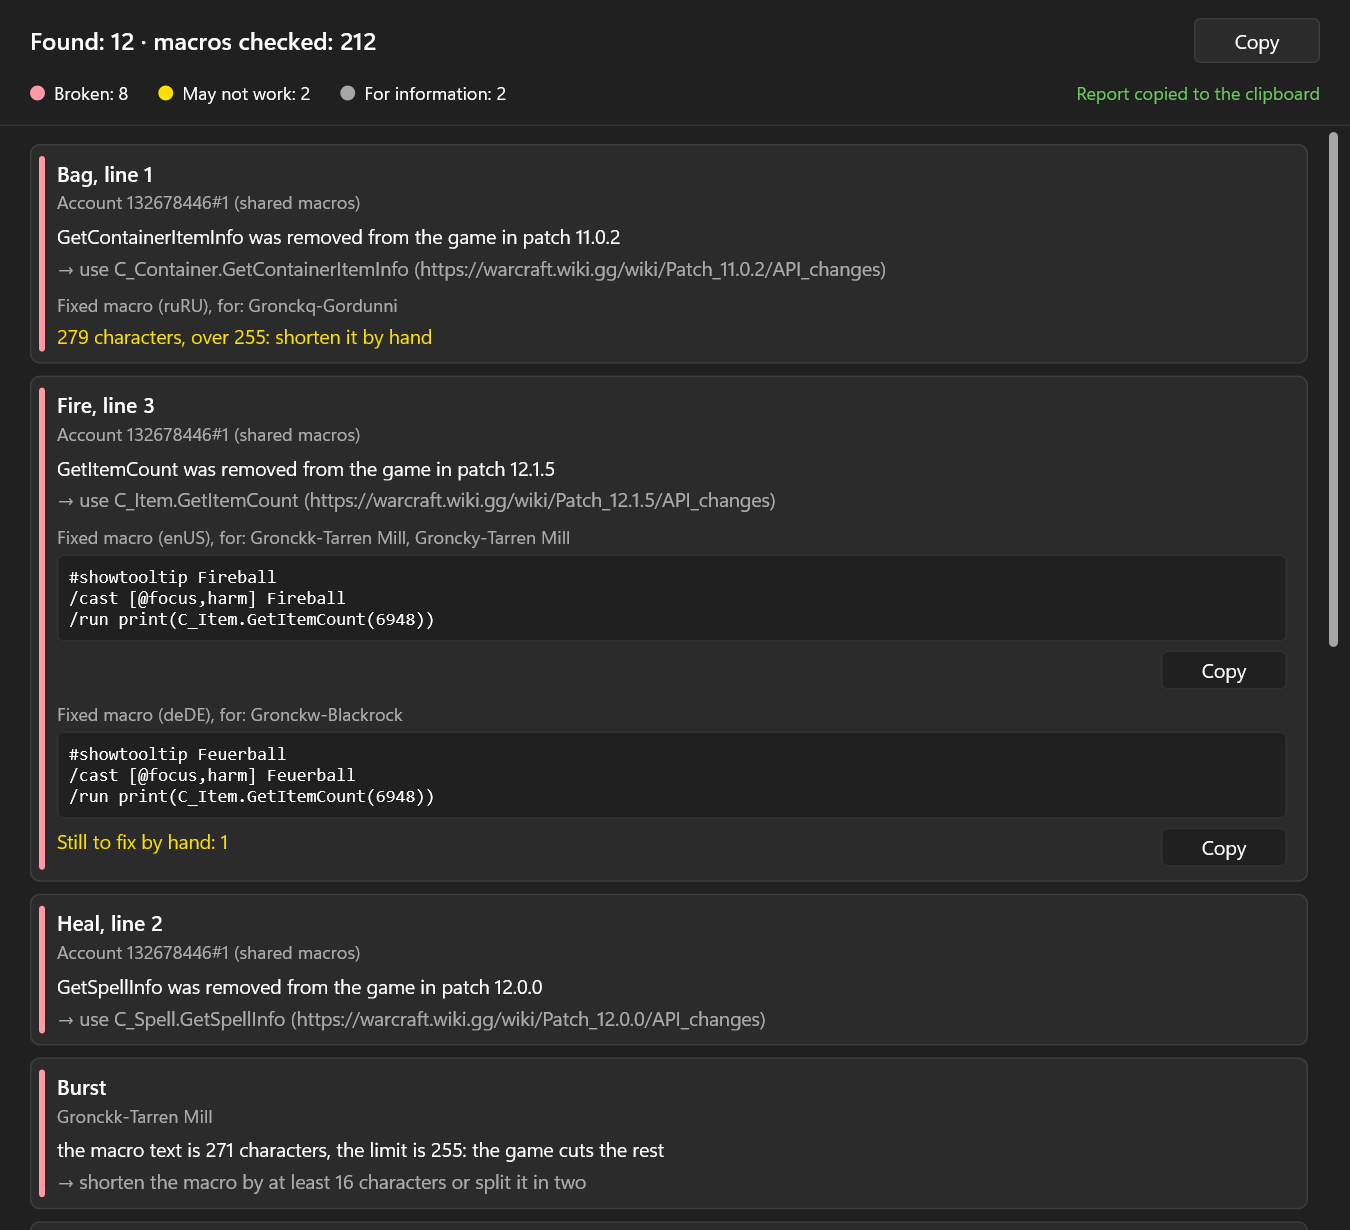 Found: 12 · macros checked: 212
Copy
Broken: 8
May not work: 2
For information: 2
Report copied to the clipboard
Bag, line 1
Account 132678446#1 (shared macros)
GetContainerItemInfo was removed from the game in patch 11.0.2
→ use C_Container.GetContainerItemInfo (https://warcraft.wiki.gg/wiki/Patch_11.0.2/API_changes)
Fixed macro (ruRU), for: Gronckq-Gordunni
279 characters, over 255: shorten it by hand
Fire, line 3
Account 132678446#1 (shared macros)
GetItemCount was removed from the game in patch 12.1.5
→ use C_Item.GetItemCount (https://warcraft.wiki.gg/wiki/Patch_12.1.5/API_changes)
Fixed macro (enUS), for: Gronckk-Tarren Mill, Groncky-Tarren Mill
#showtooltip Fireball
/cast [@focus,harm] Fireball
/run print(C_Item.GetItemCount(6948))
Copy
Fixed macro (deDE), for: Gronckw-Blackrock
#showtooltip Feuerball
/cast [@focus,harm] Feuerball
/run print(C_Item.GetItemCount(6948))
Still to fix by hand: 1
Copy
Heal, line 2
Account 132678446#1 (shared macros)
GetSpellInfo was removed from the game in patch 12.0.0
→ use C_Spell.GetSpellInfo (https://warcraft.wiki.gg/wiki/Patch_12.0.0/API_changes)
Burst
Gronckk-Tarren Mill
the macro text is 271 characters, the limit is 255: the game cuts the rest
→ shorten the macro by at least 16 characters or split it in two